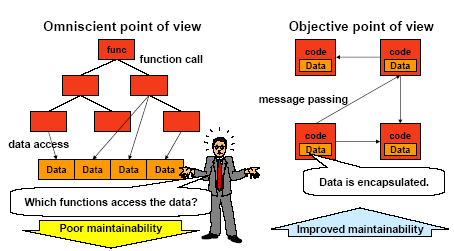 Omniscient point of view
func
function call
data access
Data Data Data Data
Which functions access the data?
Poor maintainability
Objective point of view
code
Data
code
Data
message passing
code
Data
code
Data
Data is encapsulated.
Improved maintainability